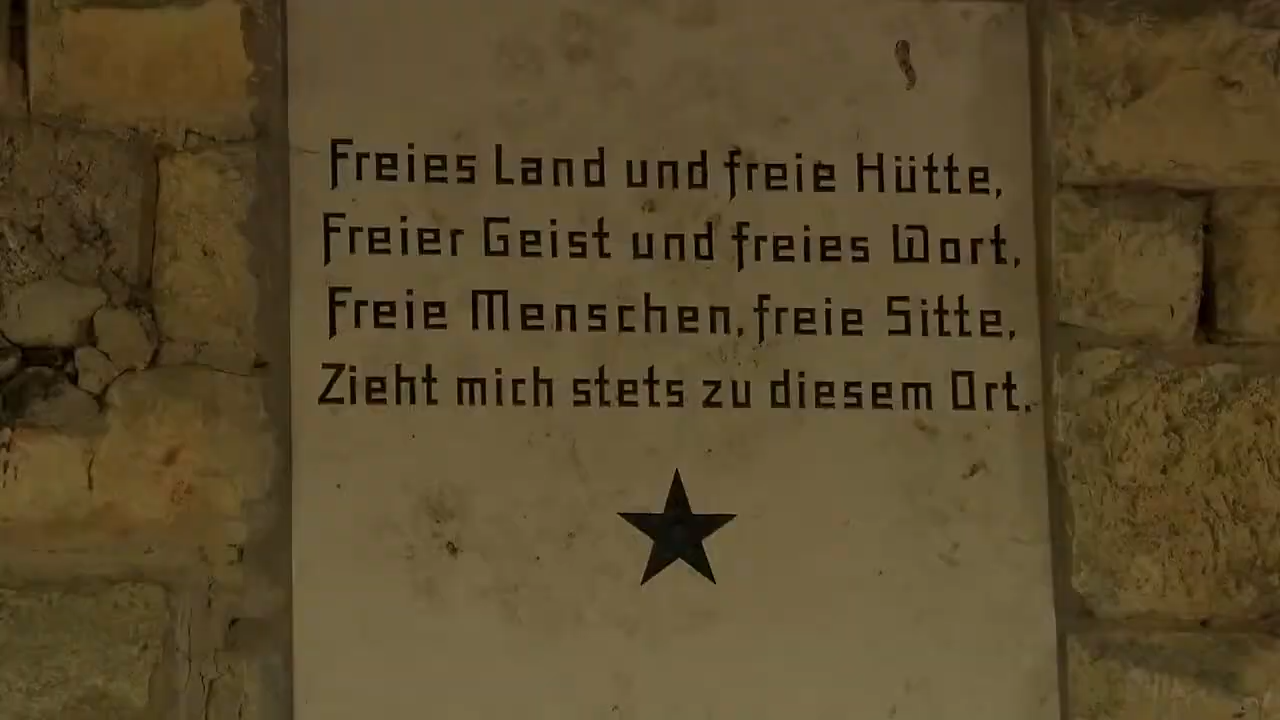 Freies Land und freie Hütte,
Freier Geist und freies Wort,
Freie Menschen, freie Sitte,
Zieht mich stets zu diesem Ort.